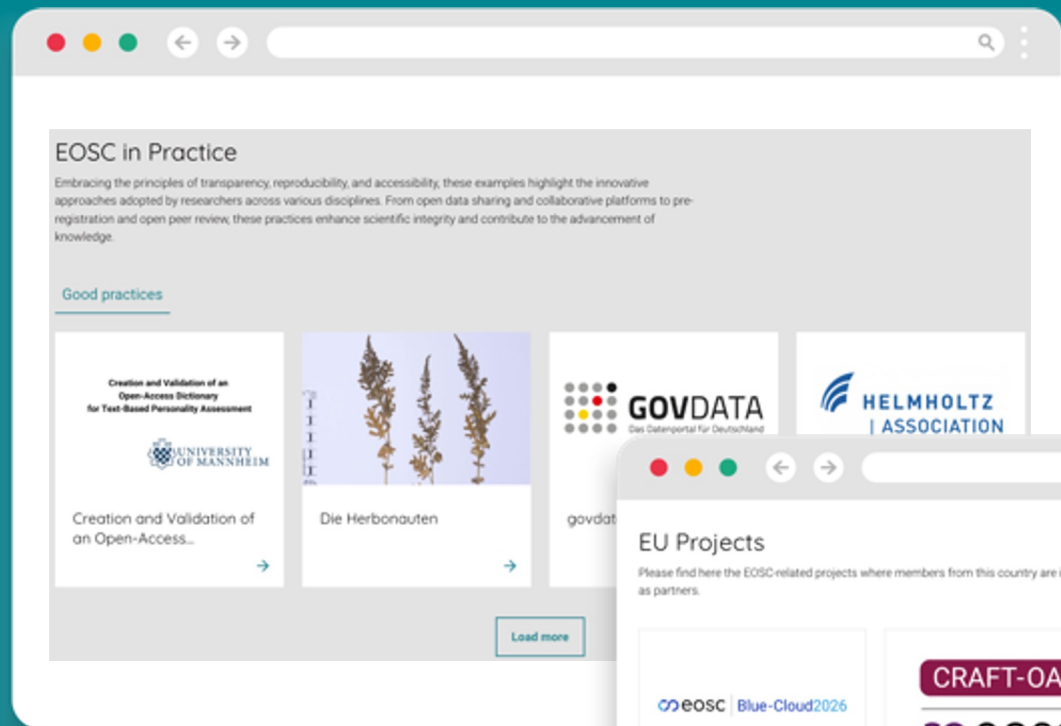 EOSC in Practice
Embracing the principles of transparency, reproducibility, and accessibility, these examples highlight the innovative
approaches adopted by researchers across various disciplines. From open data sharing and collaborative platforms to pre-
registration and open peer review, these practices enhance scientific integrity and contribute to the advancement of
knowledge.
Good practices
Creation and Validation of an
Open-Access Dictionary
for Text-Based Personality Assessment
UNIVERSITY
OF MANNHEIM
Creation and Validation of
an Open-Access...
Die Herbonauten
GOVDATA
Das Datenportal für Deutschland
govdat
HELMHOLTZ
| ASSOCIATION
Load more
EU Projects
Please find here the EOSC-related projects where members from this country are i
as partners.
eosc | Blue-Cloud2026
CRAFT-OA